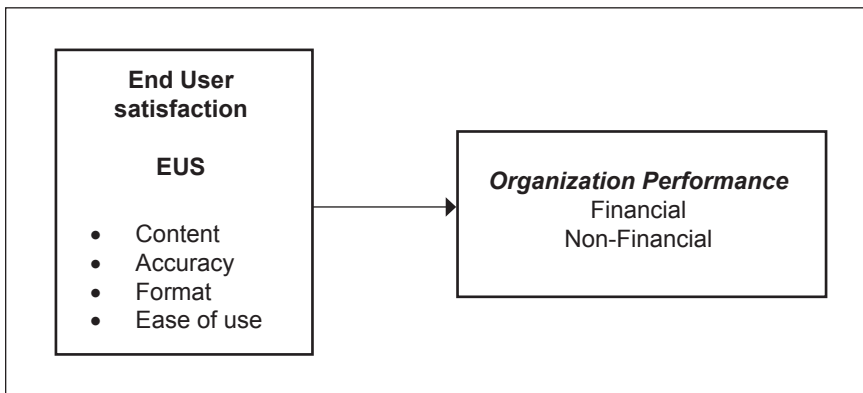 End User
satisfaction
EUS
• Content
• Accuracy
• Format
• Ease of use
Organization Performance
Financial
Non-Financial